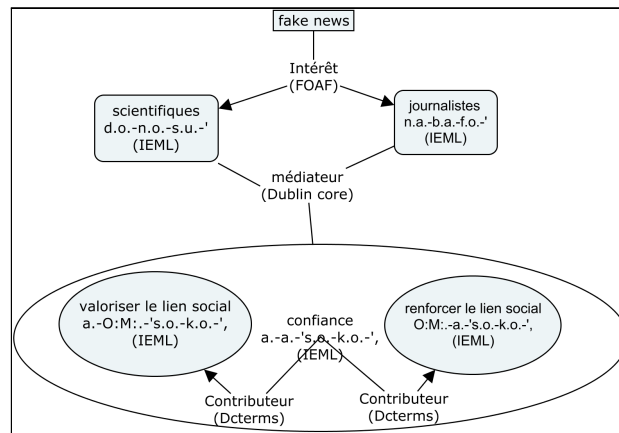 fake news
Intérêt
(FOAF)
scientifiques
d.o.-n.o.-s.u.-'
(IEML)
journalistes
n.a.-b.a.-f.o.-'
(IEML)
médiateur
(Dublin core)
valoriser le lien social
a.-O:M:.-'s.o.-k.o.-',
(IEML)
confiance
a.-a.-'s.o.-k.o.-',
(IEML)
renforcer le lien social
O:M:.-a.-'s.o.-k.o.-',
(IEML)
Contributeur
(Dcterms)
Contributeur
(Dcterms)